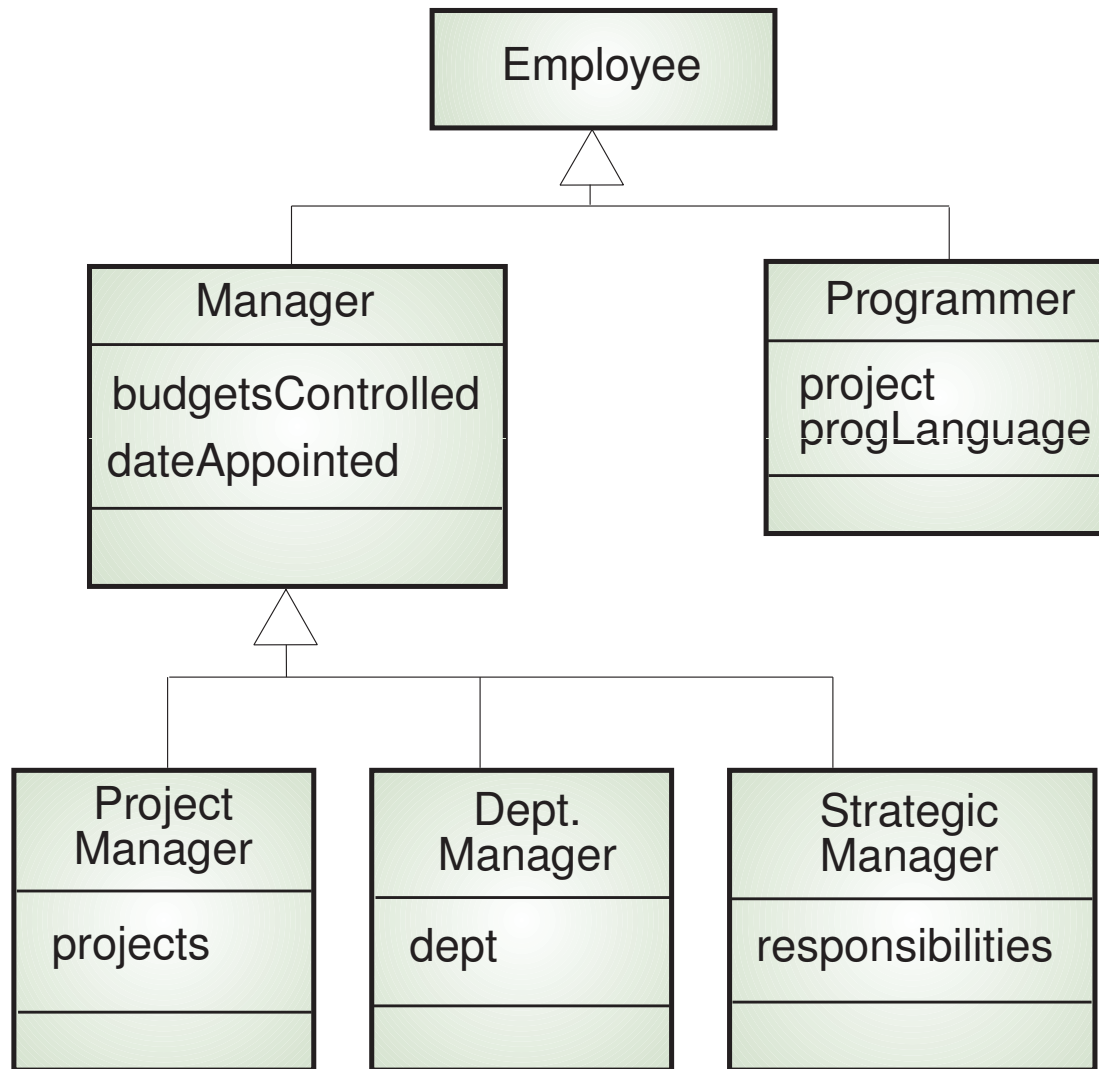 Employee
Manager
budgetsControlled
dateAppointed
Programmer
project
progLanguage
Project
Manager
projects
Dept.
Manager
dept
Strategic
Manager
responsibilities